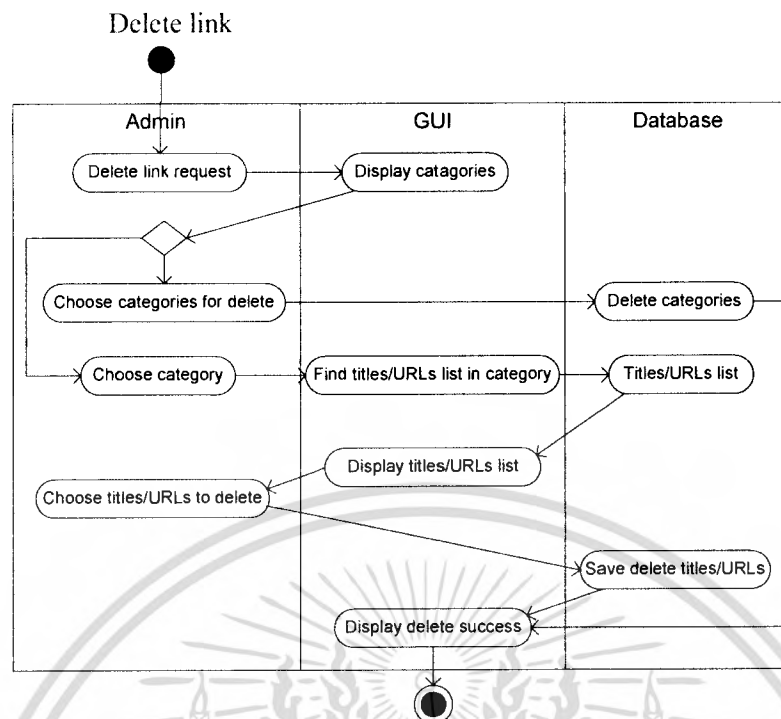 Delete link
Admin
GUI
Database
Delete link request
Display catagories
Choose categories for delete
Delete categories
Choose category
Find titles/URLs list in category
Titles/URLs list
Display titles/URLs list
Choose titles/URLs to delete
Save delete titles/URLs
Display delete success